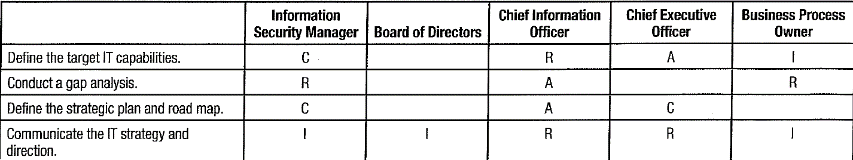 Information Security Manager | Board of Directors | Chief Information Officer | Chief Executive Officer | Business Process Owner
Define the target IT capabilities. | C | | R | A | I
Conduct a gap analysis. | R | | A | | R
Define the strategic plan and road map. | C | | A | C |
Communicate the IT strategy and direction. | I | I | R | R | I